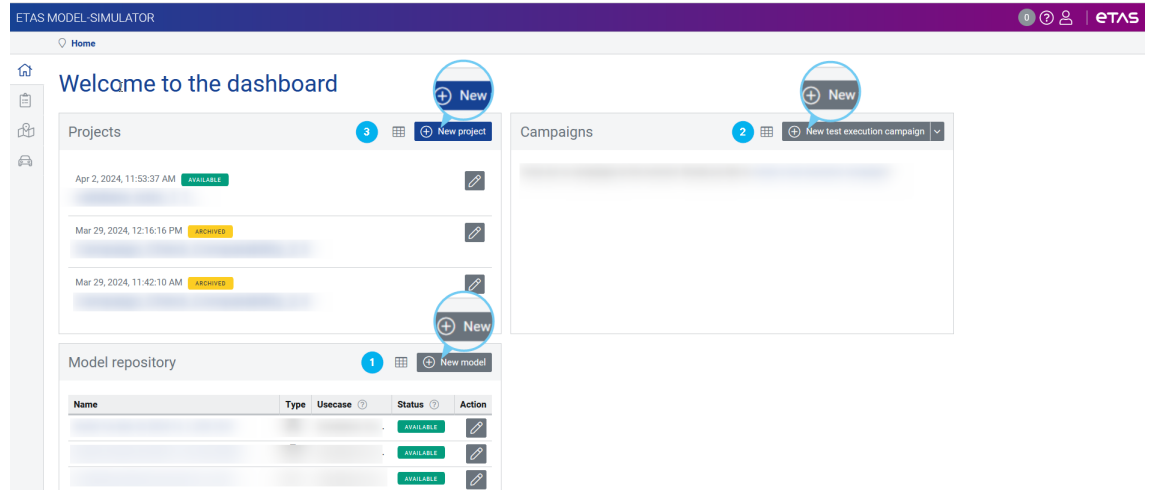 ETAS MODEL-SIMULATOR
0
ETAS
Home
Welcome to the dashboard
New
New
Projects
3
New project
Campaigns
2
New test execution campaign
Apr 2, 2024, 11:53:37 AM AVAILABLE
Mar 29, 2024, 12:16:16 PM ARCHIVED
Mar 29, 2024, 11:42:10 AM ARCHIVED
New
Model repository
1
New model
Name Type Usecase Status Action
AVAILABLE
AVAILABLE
AVAILABLE